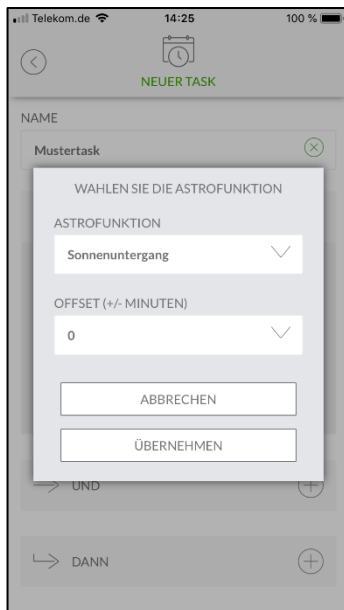 Telekom.de 14:25 100 %
NEUER TASK
NAME
Mustertask
WAHLEN SIE DIE ASTROFUNKTION
ASTROFUNKTION
Sonnenuntergang
OFFSET (+/- MINUTEN)
0
ABBRECHEN
ÜBERNEHMEN
UND
DANN